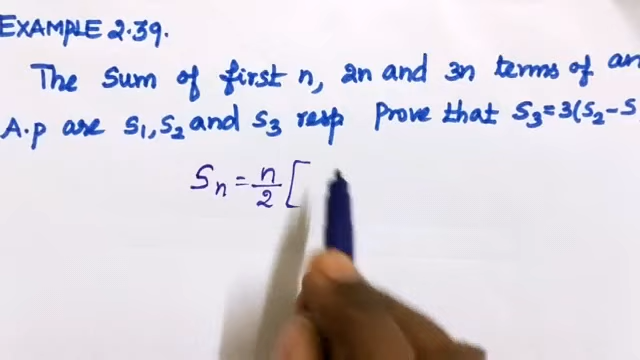 EXAMPLE 2.39.
The Sum of first n, 2n and 3n terms of an
A.p are S₁, S₂ and S₃ resp Prove that S₃=3(S₂-S
Sₙ = n/2 [